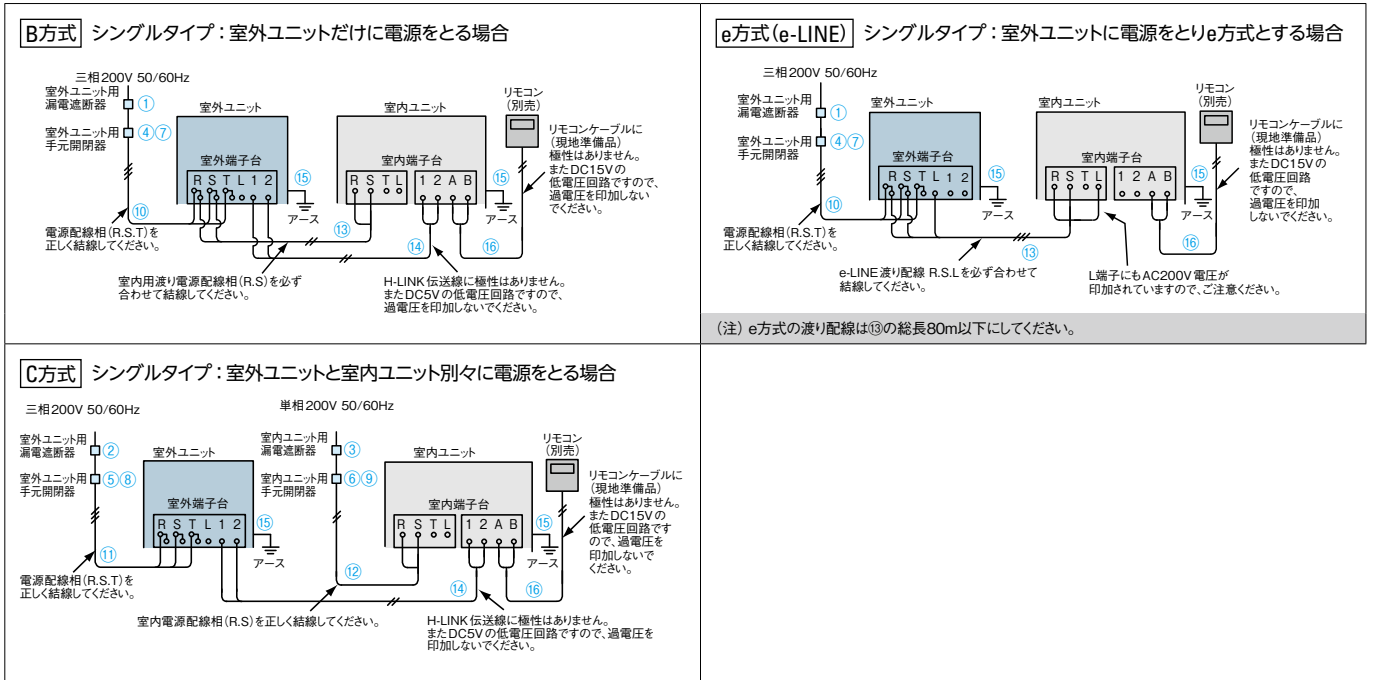 B方式 シングルタイプ：室外ユニットだけに電源をとる場合
三相200V 50/60Hz
室外ユニット用
漏電遮断器
①
室外ユニット用
手元開閉器
④⑦
室外ユニット
室外端子台
R S T L 1 2
⑮
アース
室内ユニット
室内端子台
R S T L
1 2 A B
⑮
アース
リモコン
（別売）
リモコンケーブルに
（現地準備品）
極性はありません。
またDC15Vの
低電圧回路ですので、
過電圧を印加しない
でください。
⑩
⑬
⑭
⑯
電源配線相（R.S.T）を
正しく結線してください。
室内用渡り電源配線相（R.S）を必ず
合わせて結線してください。
H-LINK伝送線に極性はありません。
またDC5Vの低電圧回路ですので、
過電圧を印加しないでください。
e方式（e-LINE） シングルタイプ：室外ユニットに電源をとりe方式とする場合
三相200V 50/60Hz
室外ユニット用
漏電遮断器
①
室外ユニット用
手元開閉器
④⑦
室外ユニット
室外端子台
R S T L 1 2
⑮
アース
室内ユニット
室内端子台
R S T L
1 2 A B
⑮
アース
リモコン
（別売）
リモコンケーブルに
（現地準備品）
極性はありません。
またDC15Vの
低電圧回路
ですので、
過電圧を印加
しないでください。
⑩
⑬
⑯
電源配線相（R.S.T）を
正しく結線してください。
e-LINE渡り配線 R.S.Lを必ず合わせて
結線してください。
L端子にもAC200V電圧が
印加されていますので、ご注意ください。
（注） e方式の渡り配線は⑬の総長80m以下にしてください。
C方式 シングルタイプ：室外ユニットと室内ユニット別々に電源をとる場合
三相200V 50/60Hz
単相200V 50/60Hz
室外ユニット用
漏電遮断器
②
室外ユニット用
手元開閉器
⑤⑧
室外ユニット
室外端子台
R S T L 1 2
⑮
アース
室内ユニット用
漏電遮断器
③
室内ユニット用
手元開閉器
⑥⑨
室内ユニット
室内端子台
R S T L
1 2 A B
⑮
アース
リモコン
（別売）
リモコンケーブルに
（現地準備品）
極性はありません。
またDC15Vの
低電圧回路です
ので、過電圧を
印加しないで
ください。
⑪
⑫
⑭
⑯
電源配線相（R.S.T）を
正しく結線してください。
室内電源配線相（R.S）を正しく結線してください。
H-LINK伝送線に極性はありません。
またDC5Vの低電圧回路ですので、過電圧を
印加しないでください。